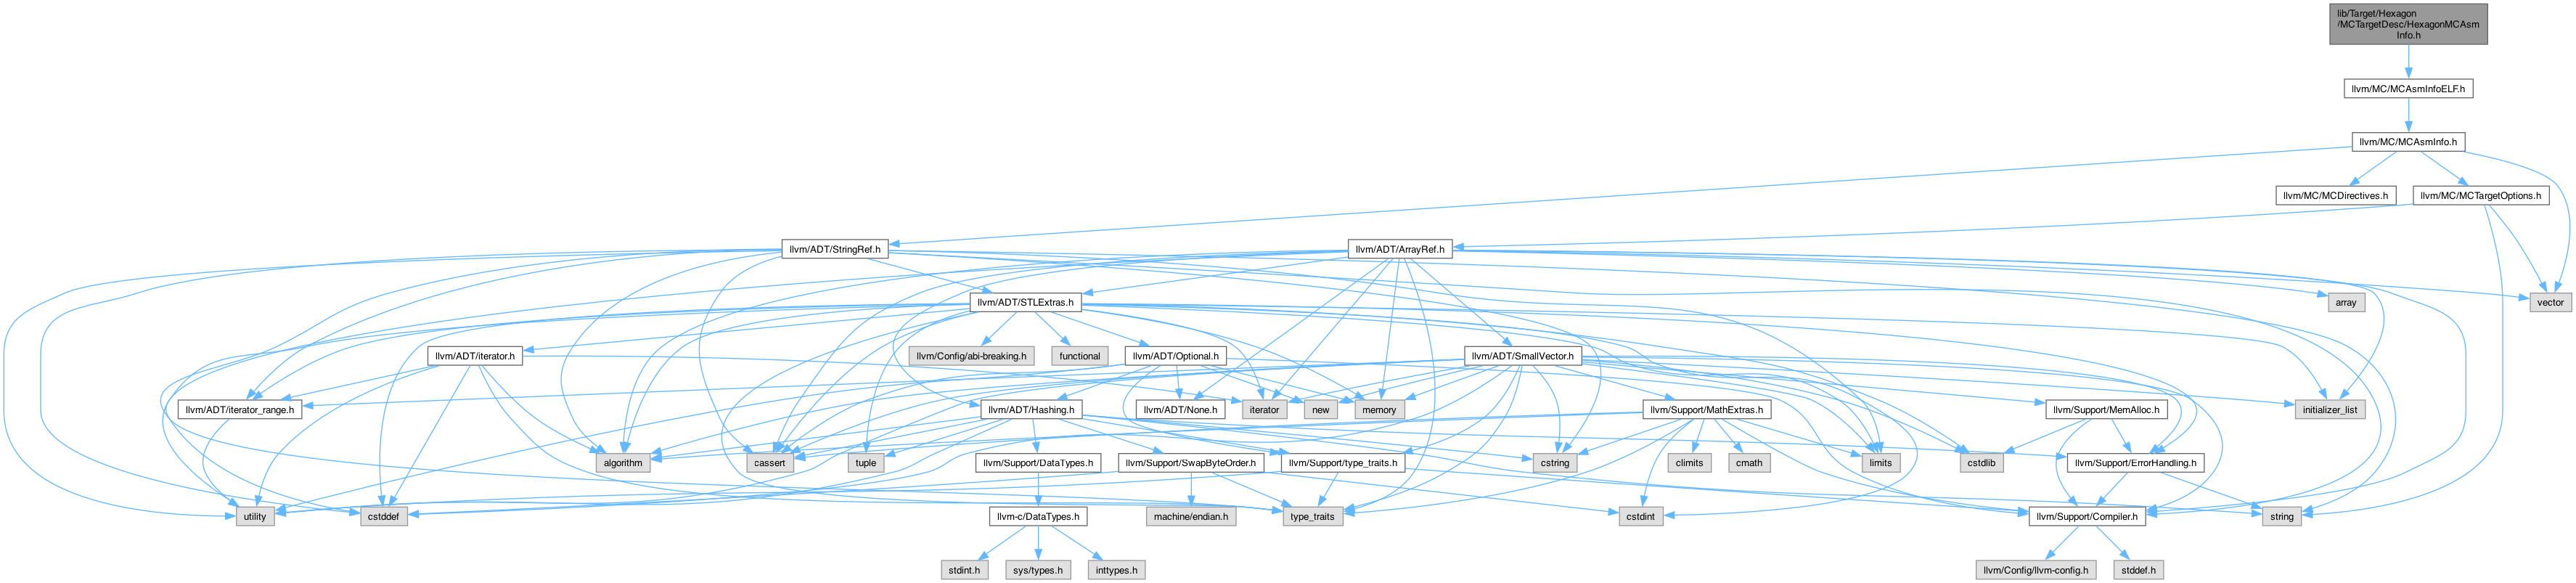 lib/Target/Hexagon
/MCTargetDesc/HexagonMCAsm
Info.h
llvm/MC/MCAsmInfoELF.h
llvm/MC/MCAsmInfo.h
llvm/MC/MCDirectives.h
llvm/MC/MCTargetOptions.h
llvm/ADT/StringRef.h
llvm/ADT/ArrayRef.h
llvm/ADT/STLExtras.h
array
vector
llvm/ADT/iterator.h
llvm/Config/abi-breaking.h
functional
llvm/ADT/Optional.h
llvm/ADT/SmallVector.h
llvm/ADT/iterator_range.h
llvm/ADT/Hashing.h
llvm/ADT/None.h
iterator
new
memory
llvm/Support/MathExtras.h
llvm/Support/MemAlloc.h
initializer_list
algorithm
cassert
tuple
llvm/Support/DataTypes.h
llvm/Support/SwapByteOrder.h
llvm/Support/type_traits.h
cstring
climits
cmath
limits
cstdlib
llvm/Support/ErrorHandling.h
utility
cstddef
llvm-c/DataTypes.h
machine/endian.h
type_traits
cstdint
llvm/Support/Compiler.h
string
stdint.h
sys/types.h
inttypes.h
llvm/Config/llvm-config.h
stddef.h